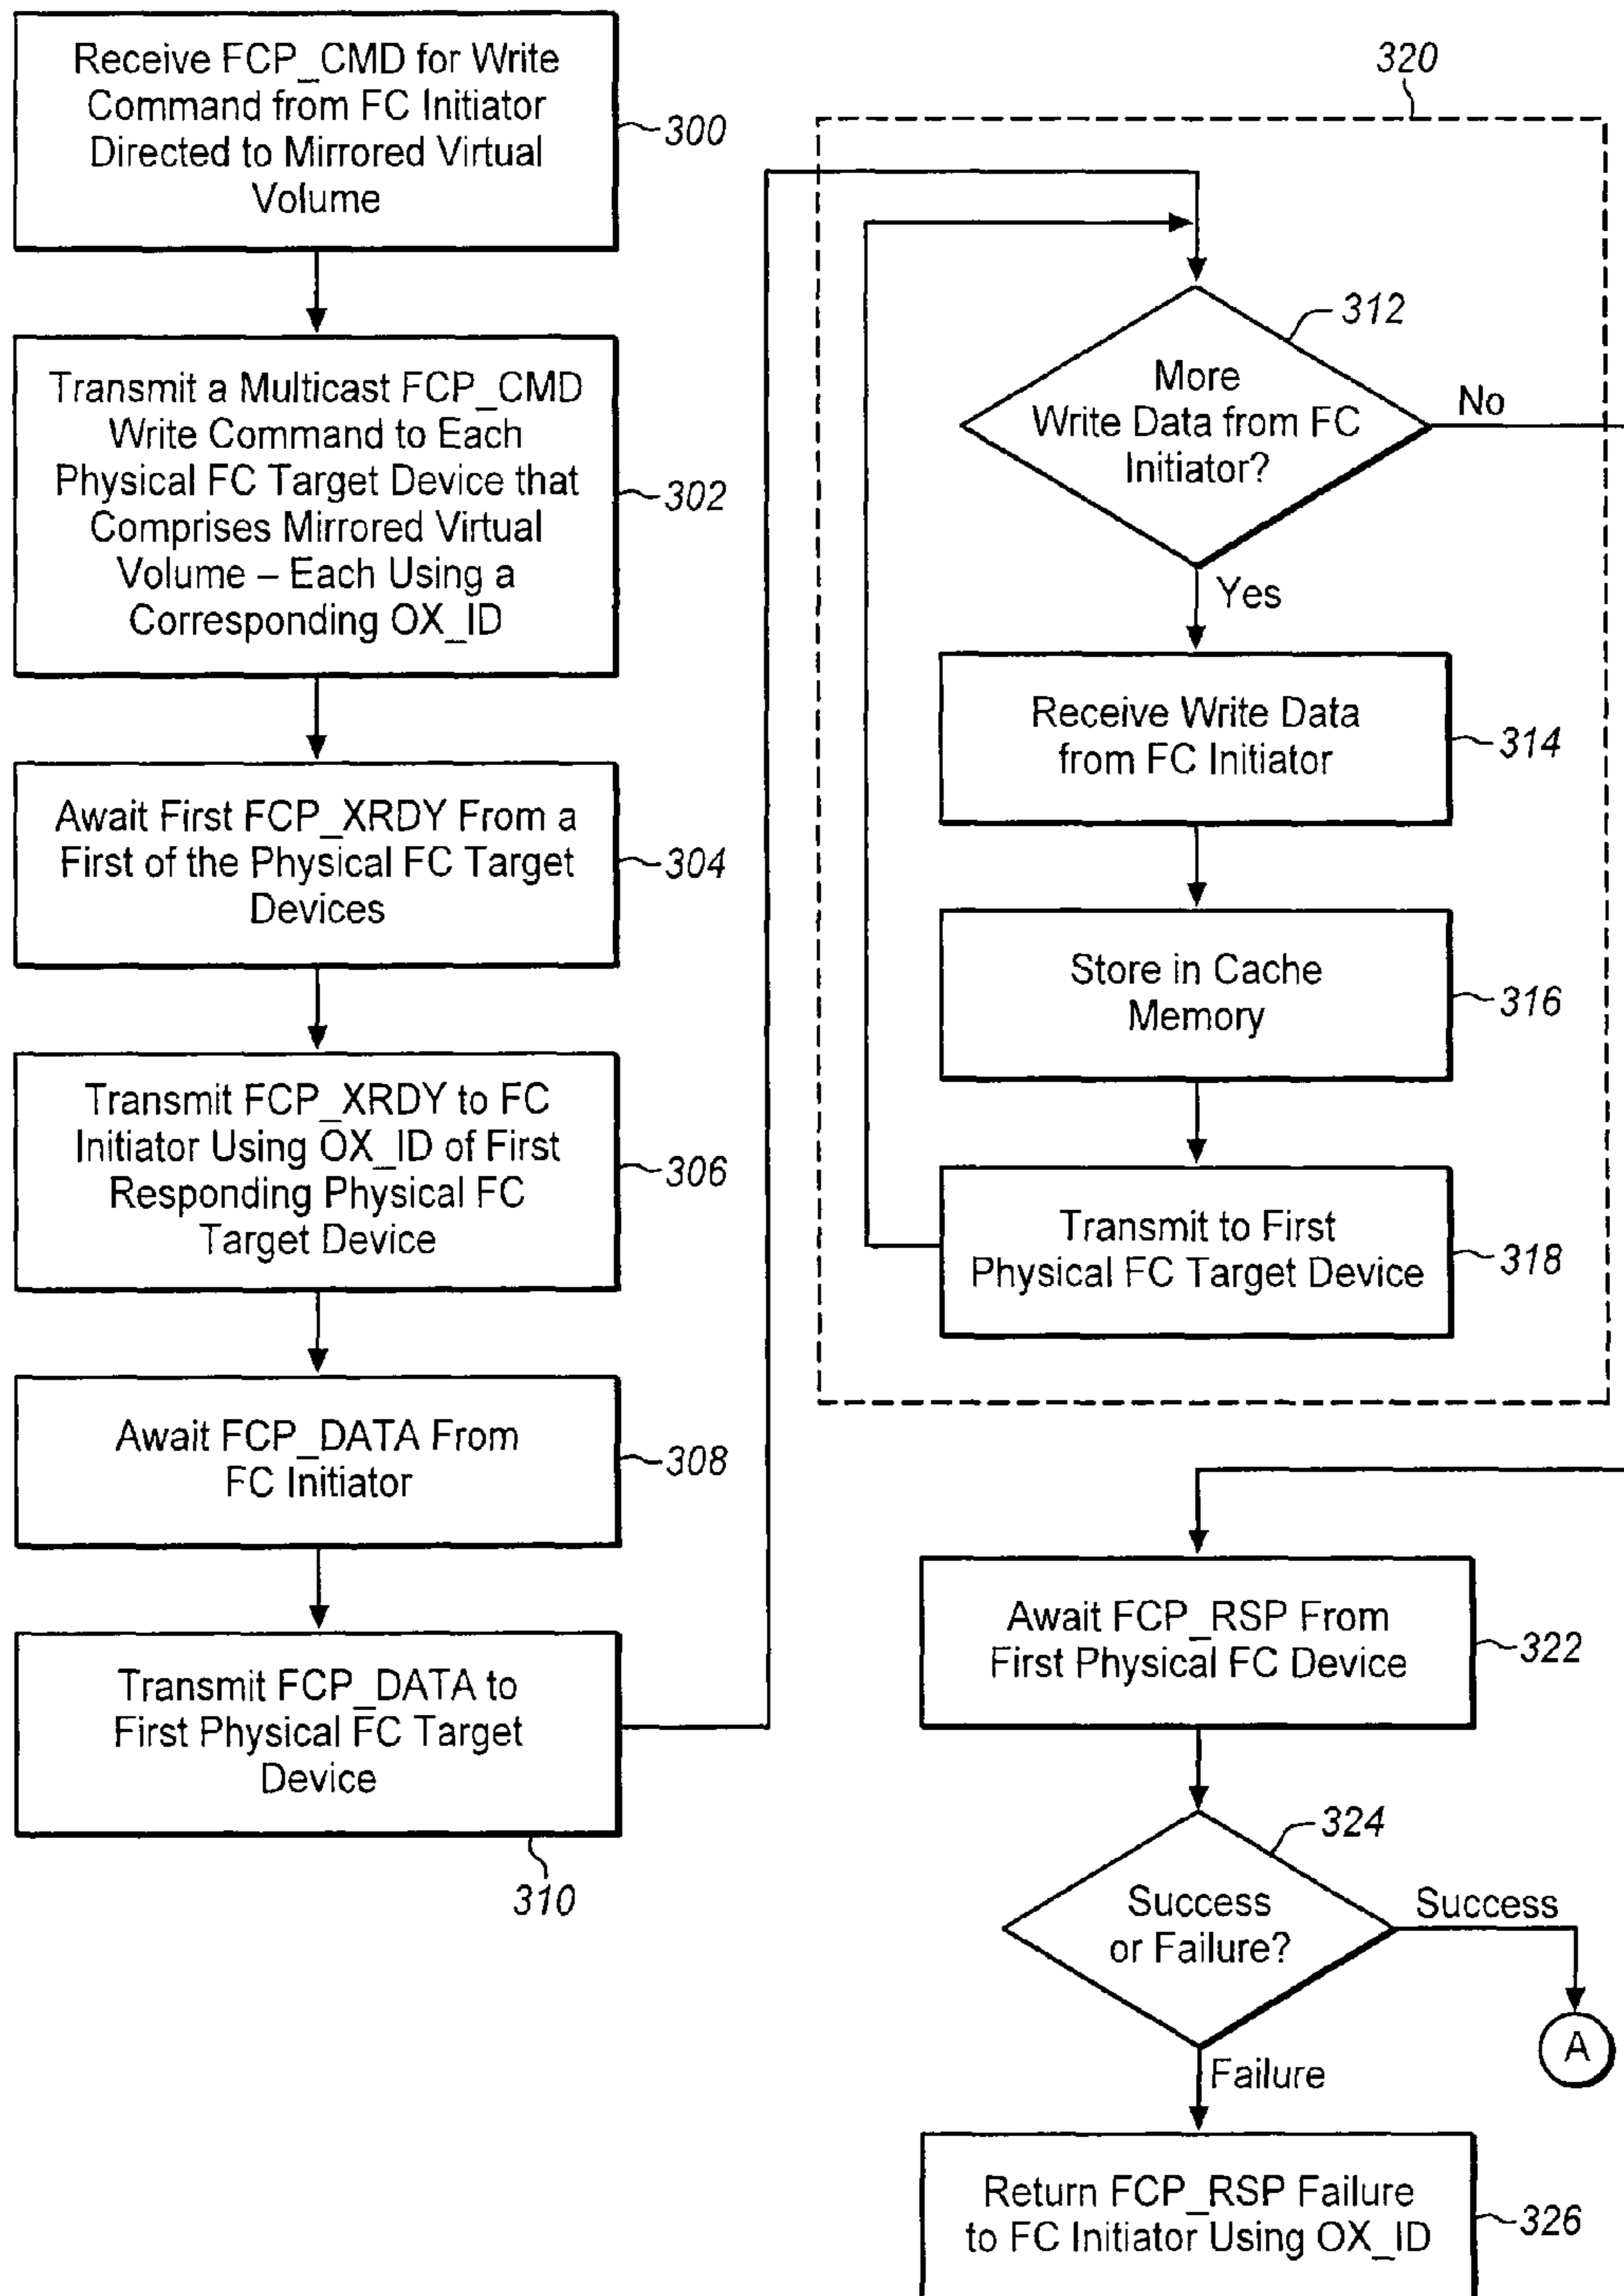 Receive FCP_CMD for Write
Command from FC Initiator
Directed to Mirrored Virtual
Volume
300
Transmit a Multicast FCP_CMD
Write Command to Each
Physical FC Target Device that
Comprises Mirrored Virtual
Volume – Each Using a
Corresponding OX_ID
302
Await First FCP_XRDY From a
First of the Physical FC Target
Devices
304
Transmit FCP_XRDY to FC
Initiator Using OX_ID of First
Responding Physical FC
Target Device
306
Await FCP_DATA From
FC Initiator
308
Transmit FCP_DATA to
First Physical FC Target
Device
310
320
312
More
Write Data from FC
Initiator?
No
Yes
Receive Write Data
from FC Initiator
314
Store in Cache
Memory
316
Transmit to First
Physical FC Target Device
318
Await FCP_RSP From
First Physical FC Device
322
324
Success
or Failure?
Success
A
Failure
Return FCP_RSP Failure
to FC Initiator Using OX_ID
326